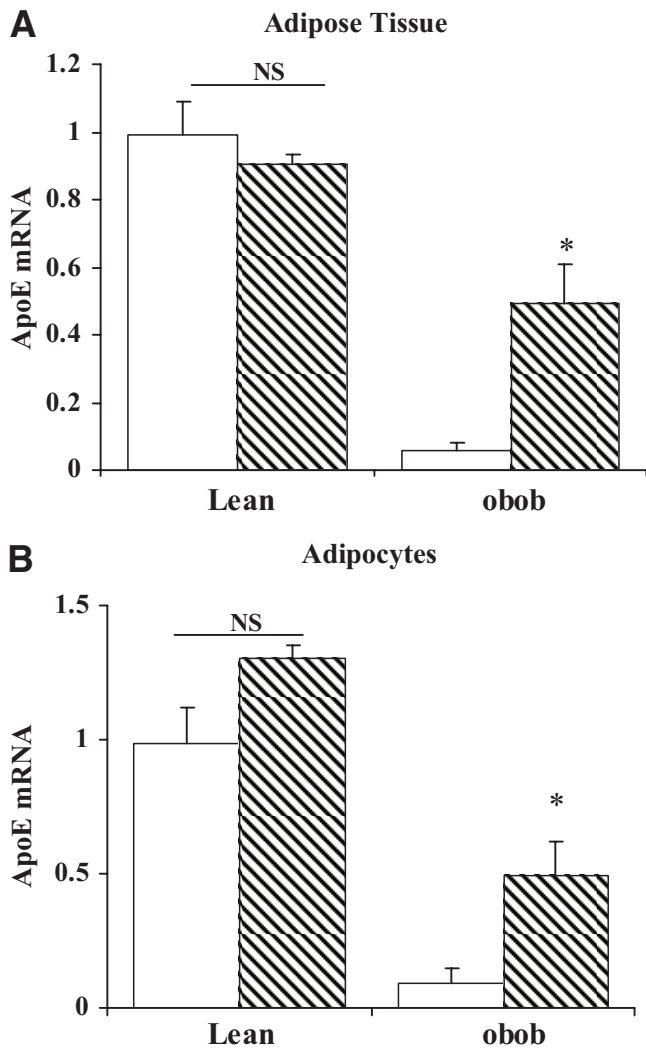 A
Adipose Tissue
1.2
NS
1
0.8
*
0.6
ApoE mRNA
0.4
0.2
0
Lean obob
B
Adipocytes
1.5
NS
1
ApoE mRNA
*
0.5
0
Lean obob